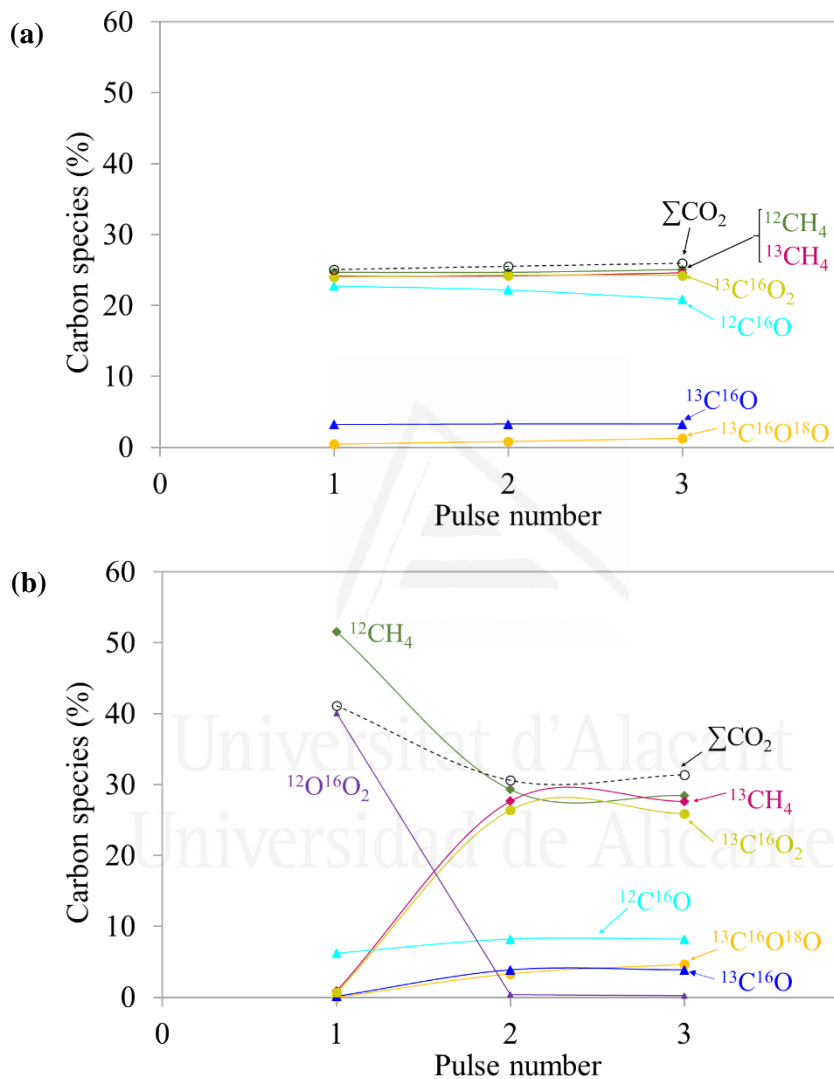 (a)
60
50
40
30
20
10
0
Carbon species (%)
∑CO₂
¹²CH₄
¹³CH₄
¹³C¹⁶O₂
¹²C¹⁶O
¹³C¹⁶O
¹³C¹⁶O¹⁸O
0 1 2 3
Pulse number
(b)
60
50
40
30
20
10
0
Carbon species (%)
¹²CH₄
¹²O¹⁶O₂
∑CO₂
¹³CH₄
¹³C¹⁶O₂
¹²C¹⁶O
¹³C¹⁶O¹⁸O
¹³C¹⁶O
0 1 2 3
Pulse number
Universitat d'Alacant
Universidad de Alicante